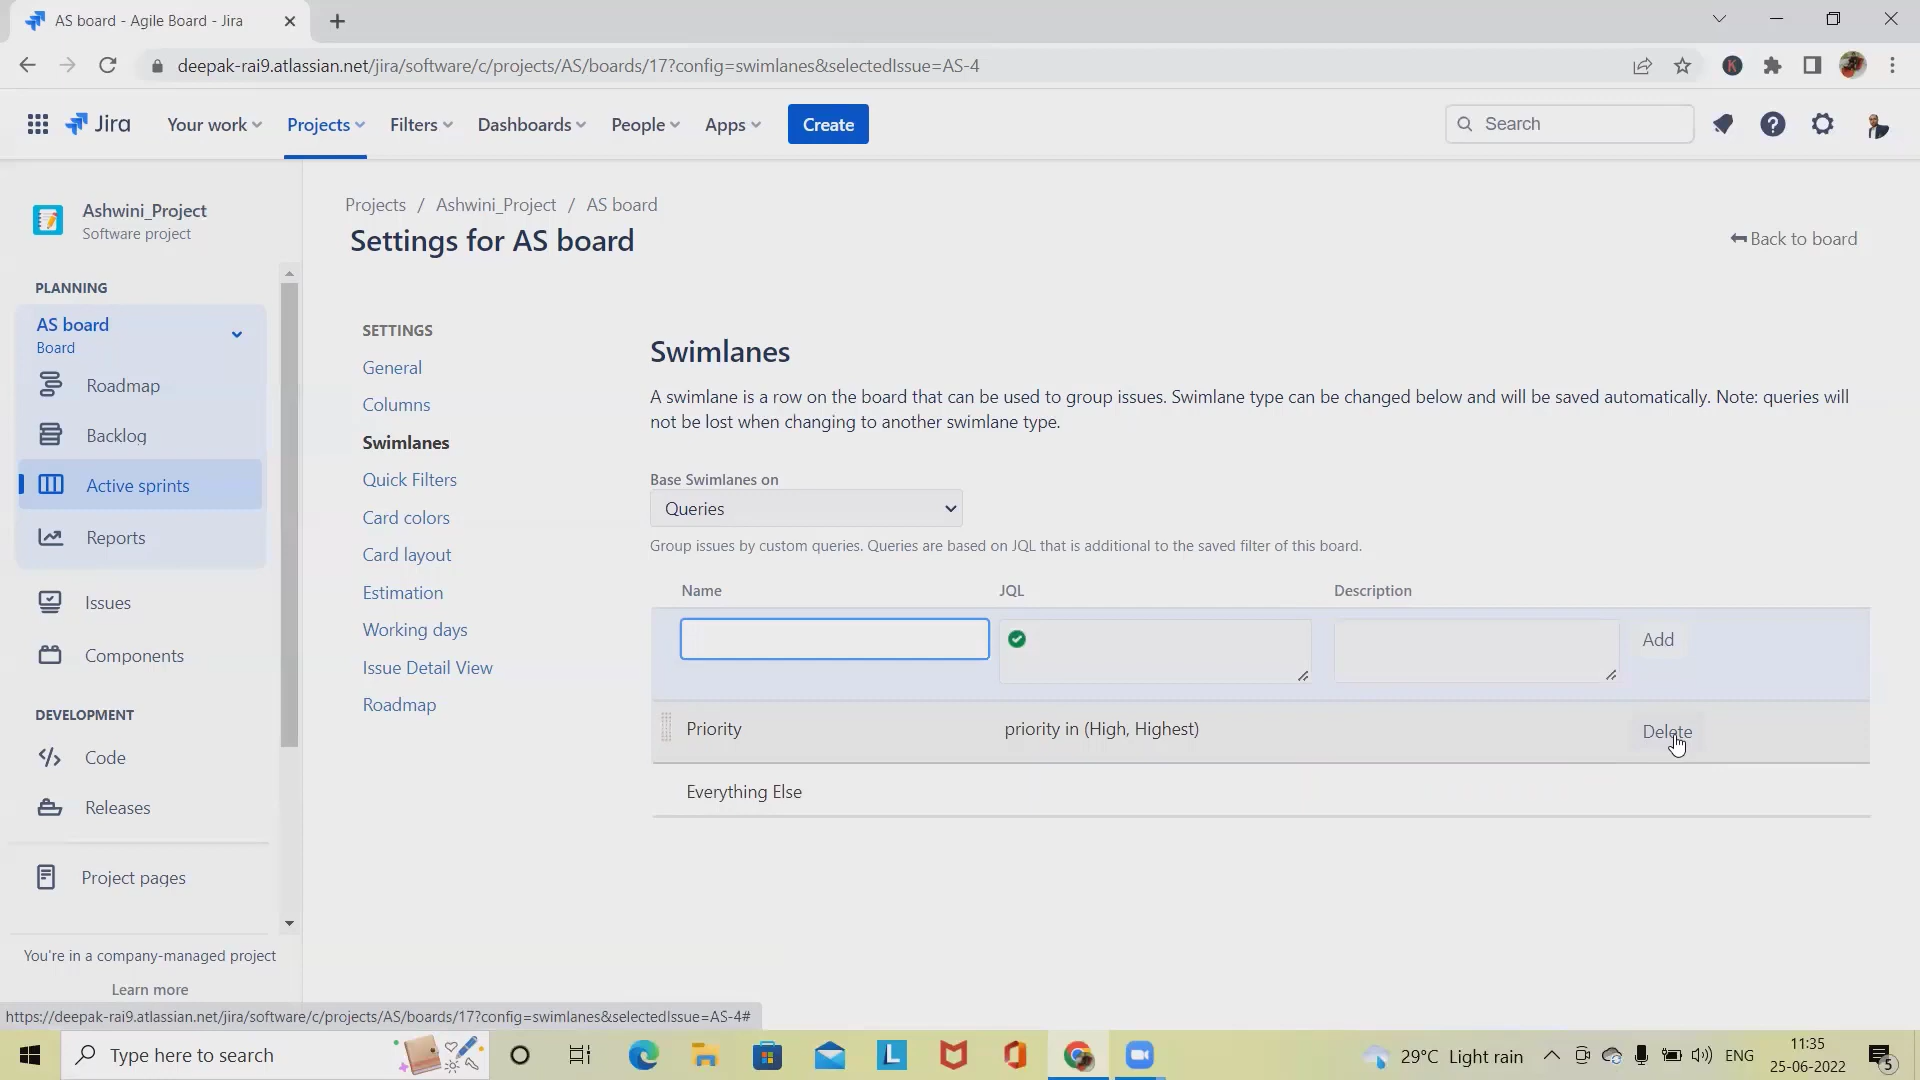 AS board - Agile Board - Jira
deepak-rai9.atlassian.net/jira/software/c/projects/AS/boards/17?config=swimlanes&selectedIssue=AS-4
K
Jira
Your work
Projects
Filters
Dashboards
People
Apps
Create
Search
Ashwini_Project
Software project
PLANNING
AS board
Board
Roadmap
Backlog
Active sprints
Reports
Issues
Components
DEVELOPMENT
Code
Releases
Project pages
You're in a company-managed project
Learn more
Projects / Ashwini_Project / AS board
Settings for AS board
Back to board
SETTINGS
General
Columns
Swimlanes
Quick Filters
Card colors
Card layout
Estimation
Working days
Issue Detail View
Roadmap
Swimlanes
A swimlane is a row on the board that can be used to group issues. Swimlane type can be changed below and will be saved automatically. Note: queries will
not be lost when changing to another swimlane type.
Base Swimlanes on
Queries
Group issues by custom queries. Queries are based on JQL that is additional to the saved filter of this board.
Name JQL Description
Add
Priority priority in (High, Highest) Delete
Everything Else
https://deepak-rai9.atlassian.net/jira/software/c/projects/AS/boards/17?config=swimlanes&selectedIssue=AS-4#
Type here to search
L
29°C Light rain
ENG
11:35
25-06-2022
5